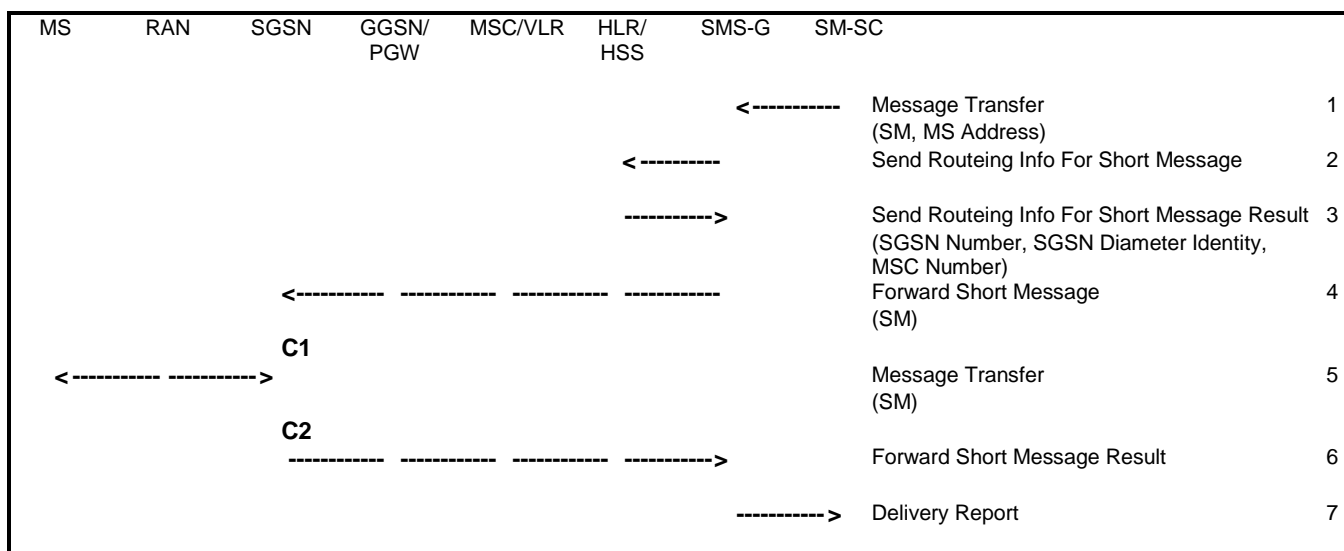 MS RAN SGSN GGSN/ MSC/VLR HLR/ SMS-G SM-SC
PGW HSS
Message Transfer 1
(SM, MS Address)
Send Routeing Info For Short Message 2
Send Routeing Info For Short Message Result 3
(SGSN Number, SGSN Diameter Identity,
MSC Number)
Forward Short Message 4
(SM)
C1
Message Transfer 5
(SM)
C2
Forward Short Message Result 6
Delivery Report 7